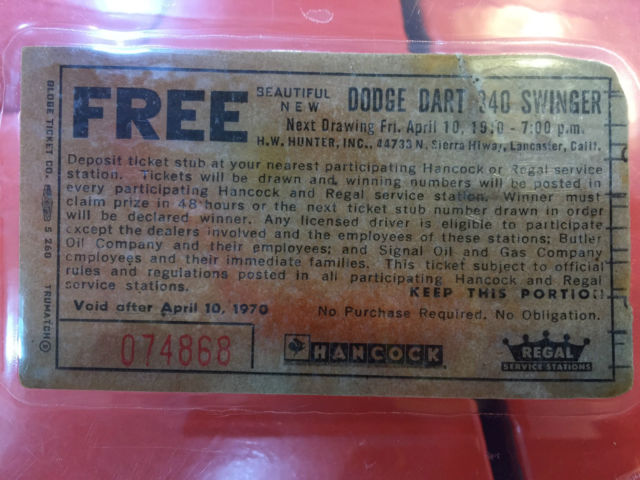 FREE
BEAUTIFUL NEW
DODGE DART 340 SWINGER
Next Drawing Fri. April 10, 1970 - 7:00 p.m.
H.W. HUNTER, INC., 44733 N. Sierra Hiway, Lancaster, Calif.
Deposit ticket stub at your nearest participating Hancock or Regal service
station. Tickets will be drawn and winning numbers will be posted in
every participating Hancock and Regal service station. Winner must
claim prize in 48 hours or the next ticket stub number drawn in order
will be declared winner. Any licensed driver is eligible to participate
except the dealers involved and the employees of these stations; Butler
Oil Company and their employees; and Signal Oil and Gas Company
employees and their immediate families. This ticket subject to official
rules and regulations posted in all participating Hancock and Regal
service stations.
KEEP THIS PORTION
Void after April 10, 1970
No Purchase Required. No Obligation.
074868
HANCOCK
REGAL
SERVICE STATIONS
GLOBE TICKET CO.
S 260
TRUMATCH®